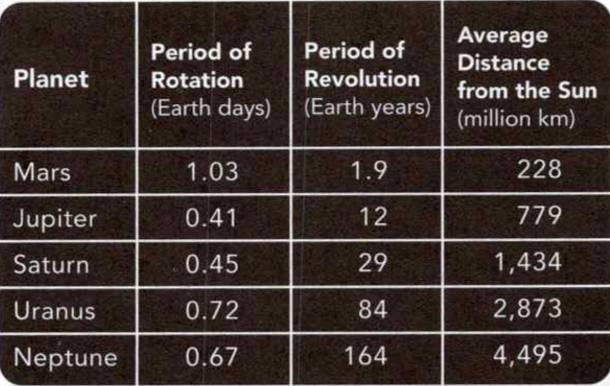 Planet
Period of
Rotation
(Earth days)
Period of
Revolution
(Earth years)
Average
Distance
from the Sun
(million km)
Mars 1.03 1.9 228
Jupiter 0.41 12 779
Saturn 0.45 29 1,434
Uranus 0.72 84 2,873
Neptune 0.67 164 4,495